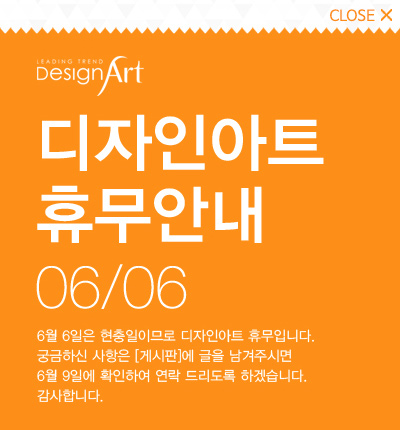 CLOSE X
LEADING TREND
DesignArt
디자인아트
휴무안내
06/06
6월 6일은 현충일이므로 디자인아트 휴무입니다.
궁금하신 사항은 [게시판]에 글을 남겨주시면
6월 9일에 확인하여 연락 드리도록 하겠습니다.
감사합니다.